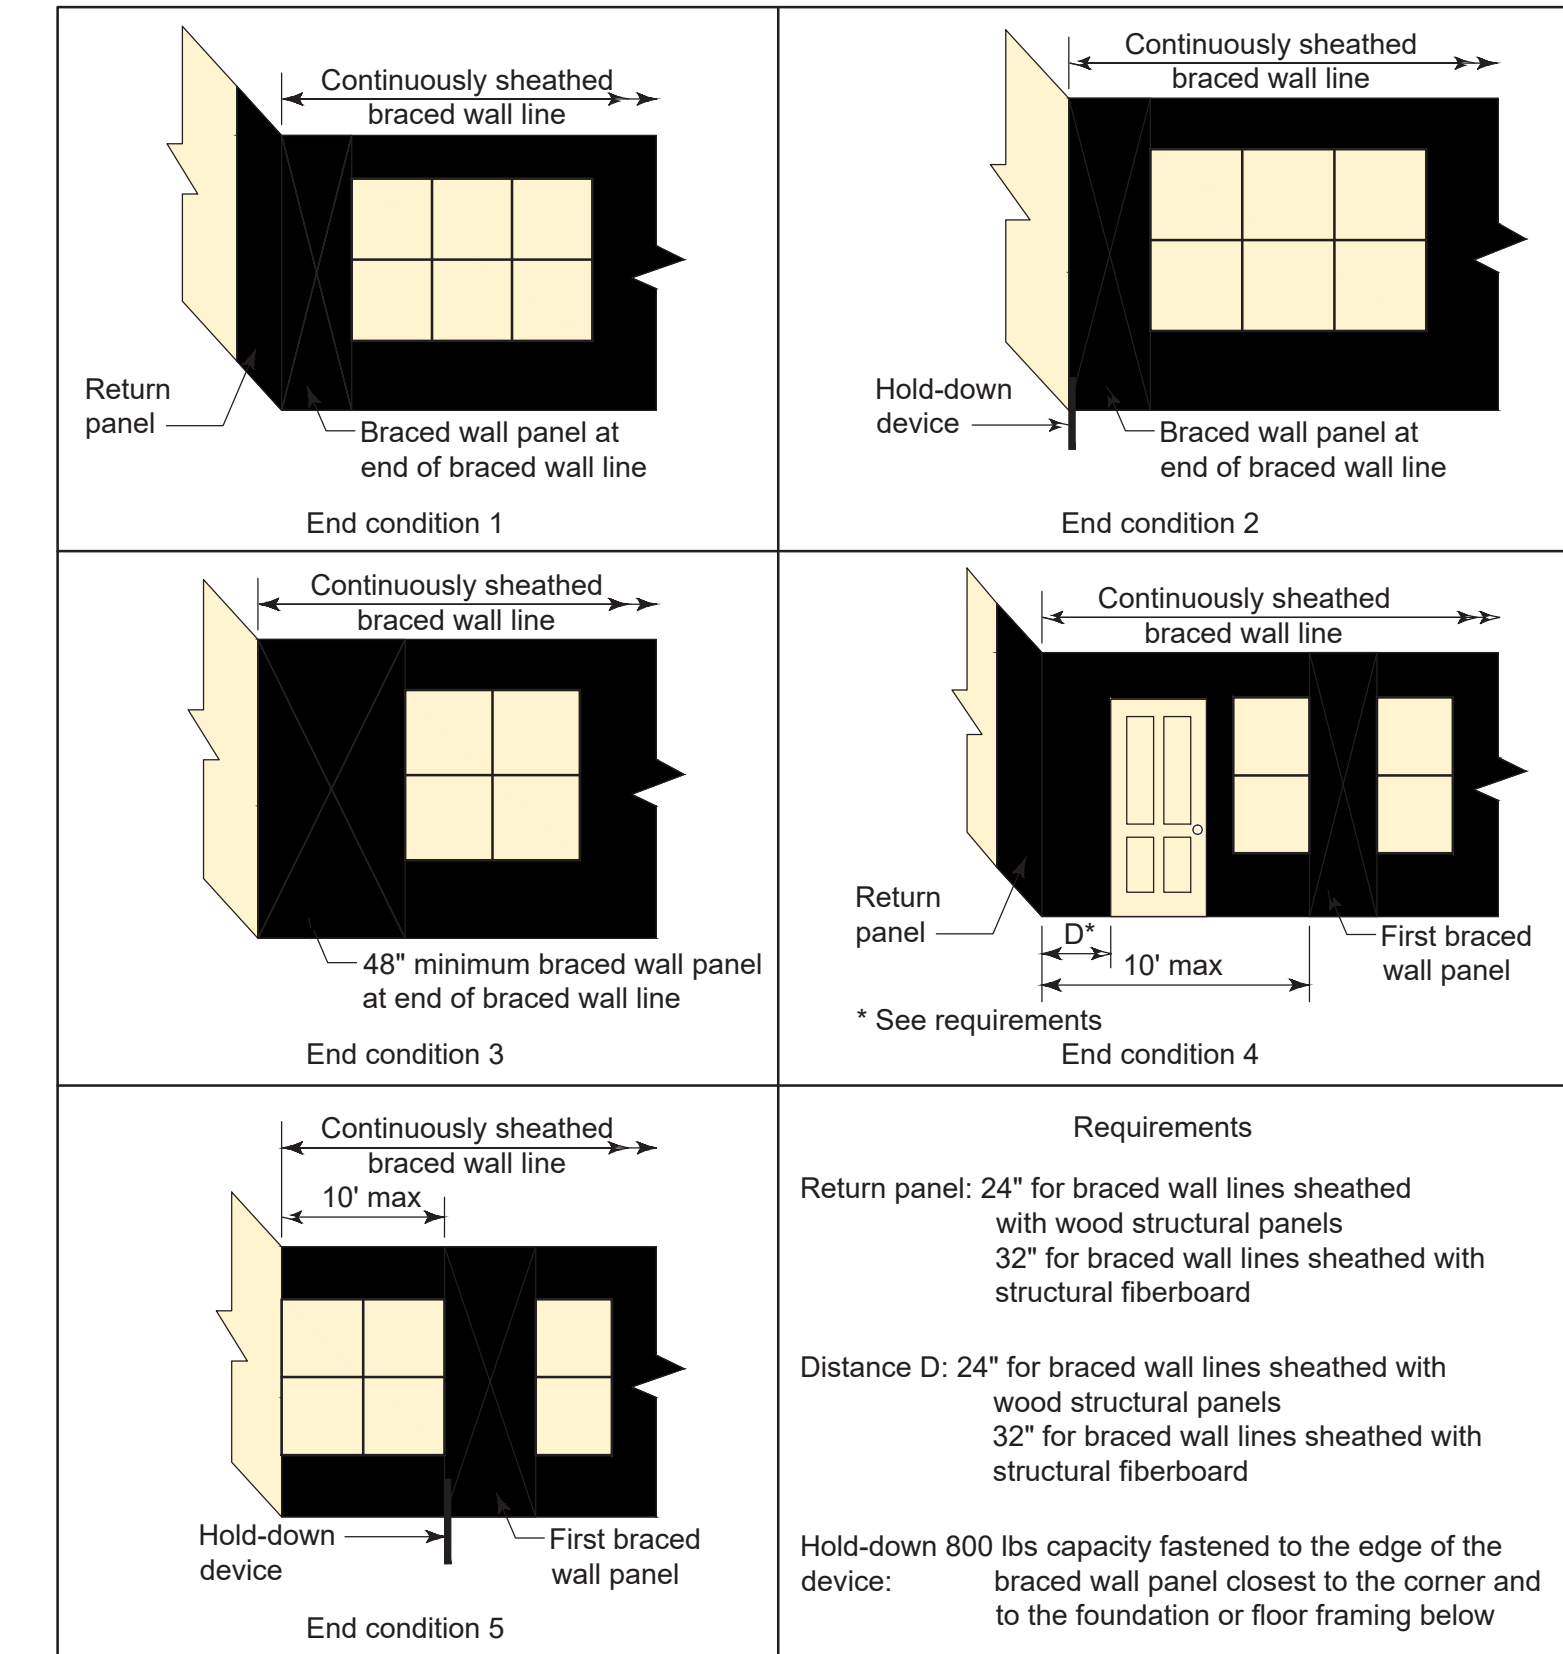 Continuously sheathed
braced wall line
Return
panel
Braced wall panel at
end of braced wall line
End condition 1
Continuously sheathed
braced wall line
Hold-down
device
Braced wall panel at
end of braced wall line
End condition 2
Continuously sheathed
braced wall line
48" minimum braced wall panel
at end of braced wall line
End condition 3
Continuously sheathed
braced wall line
Return
panel
D*
10' max
First braced
wall panel
* See requirements
End condition 4
Continuously sheathed
braced wall line
10' max
Hold-down
device
First braced
wall panel
End condition 5
Requirements
Return panel: 24" for braced wall lines sheathed
with wood structural panels
32" for braced wall lines sheathed with
structural fiberboard
Distance D: 24" for braced wall lines sheathed with
wood structural panels
32" for braced wall lines sheathed with
structural fiberboard
Hold-down 800 lbs capacity fastened to the edge of the
device: braced wall panel closest to the corner and
to the foundation or floor framing below